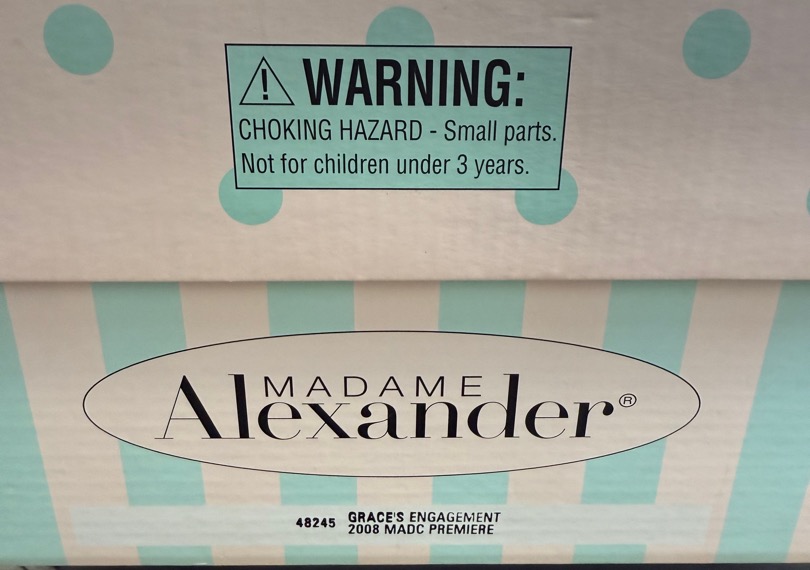 WARNING:
CHOKING HAZARD - Small parts.
Not for children under 3 years.
MADAME
Alexander®
48245 GRACE'S ENGAGEMENT
2008 MADC PREMIERE